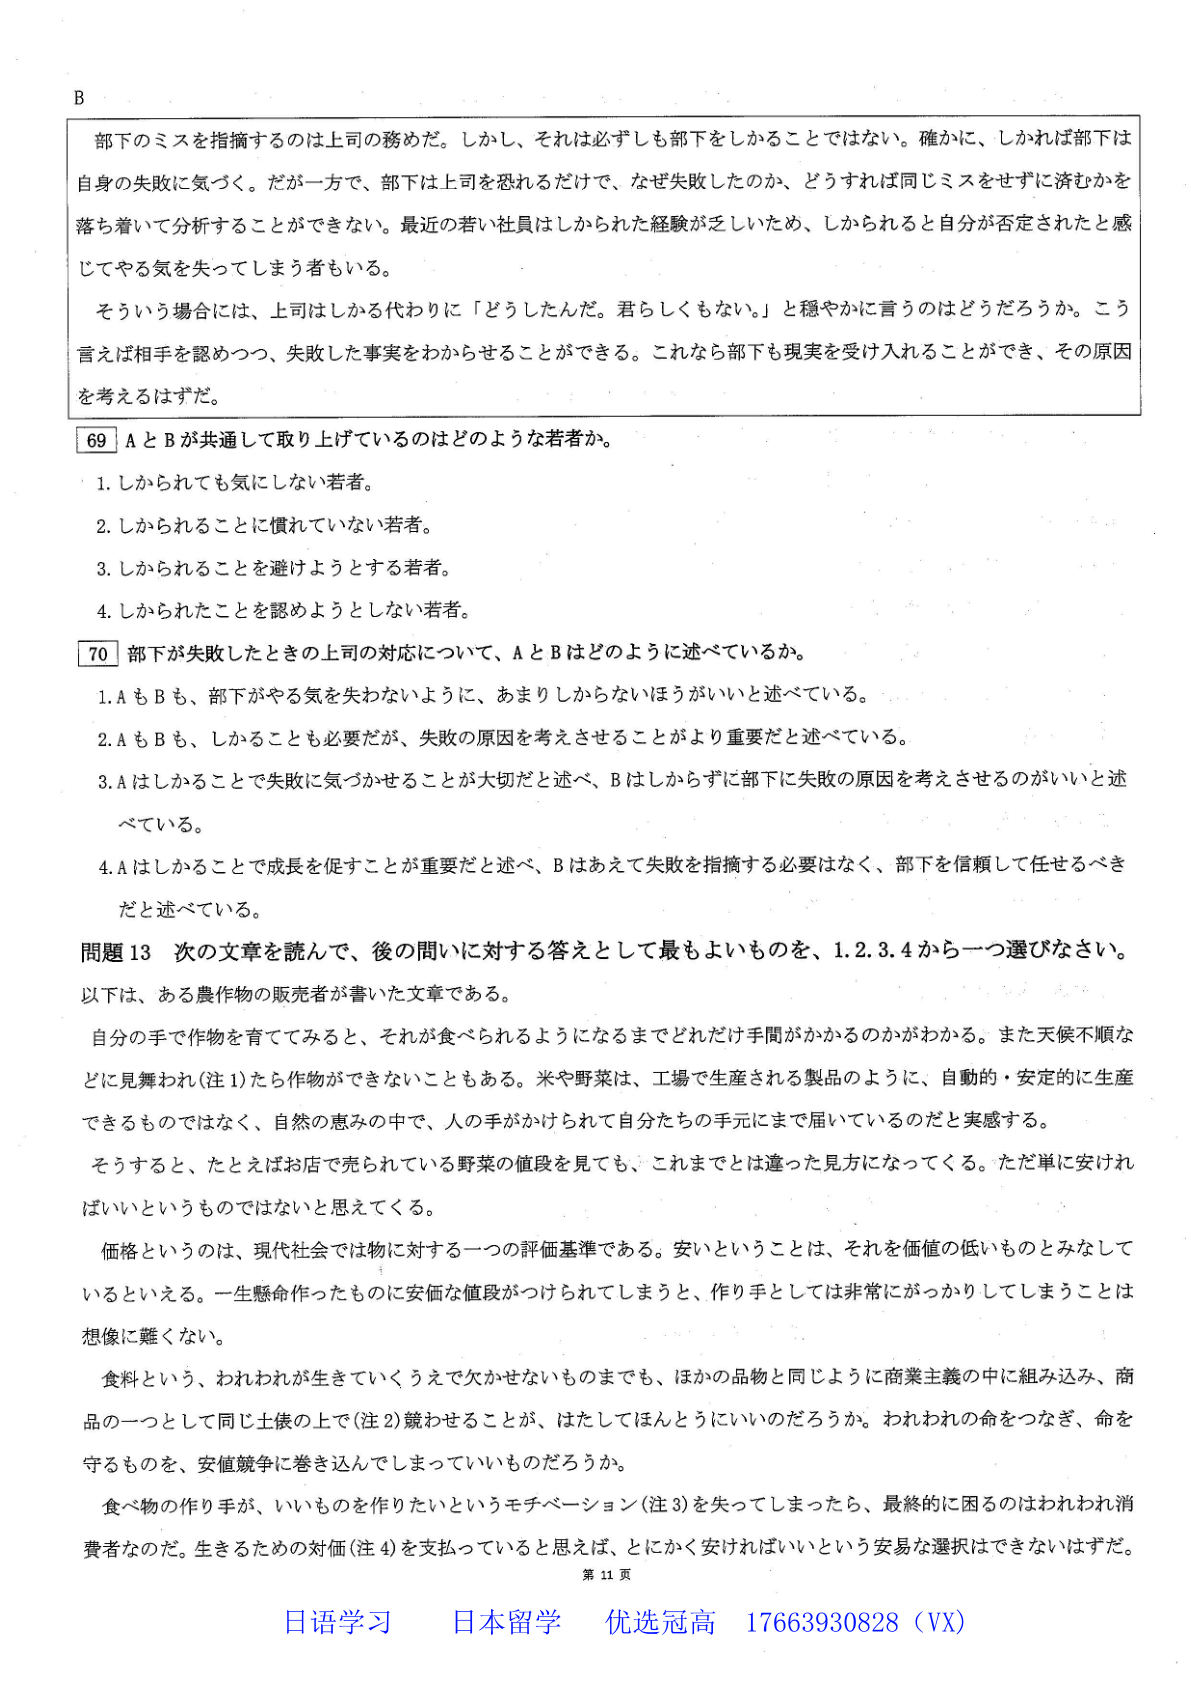 B
部下のミスを指摘するのは上司の務めだ。しかし、それは必ずしも部下をしかることではない。確かに、しかれば部下は
自身の失敗に気づく。だが一方で、部下は上司を恐れるだけで、なぜ失敗したのか、どうすれば同じミスをせずに済むかを
落ち着いて分析することができない。最近の若い社員はしかられた経験が乏しいため、しかられると自分が否定されたと感
じてやる気を失ってしまう者もいる。
そういう場合には、上司はしかる代わりに「どうしたんだ。君らしくもない。」と穏やかに言うのはどうだろうか。こう
言えば相手を認めつつ、失敗した事実をわからせることができる。これなら部下も現実を受け入れることができ、その原因
を考えるはずだ。
69 AとBが共通して取り上げているのはどのような若者か。
1. しかられても気にしない若者。
2. しかられることに慣れていない若者。
3. しかられることを避けようとする若者。
4. しかられたことを認めようとしない若者。
70 部下が失敗したときの上司の対応について、AとBはどのように述べているか。
1. AもBも、部下がやる気を失わないように、あまりしからないほうがいいと述べている。
2. AもBも、しかることも必要だが、失敗の原因を考えさせることがより重要だと述べている。
3. Aはしかることで失敗に気づかせることが大切だと述べ、Bはしからずに部下に失敗の原因を考えさせるのがいいと述
べている。
4. Aはしかることで成長を促すことが重要だと述べ、Bはあえて失敗を指摘する必要はなく、部下を信頼して任せるべき
だと述べている。
問題13　次の文章を読んで、後の問いに対する答えとして最もよいものを、1.2.3.4から一つ選びなさい。
以下は、ある農作物の販売者が書いた文章である。
自分の手で作物を育ててみると、それが食べられるようになるまでどれだけ手間がかかるのかがわかる。また天候不順な
どに見舞われ(注1)たら作物ができないこともある。米や野菜は、工場で生産される製品のように、自動的・安定的に生産
できるものではなく、自然の恵みの中で、人の手がかけられて自分たちの手元にまで届いているのだと実感する。
そうすると、たとえばお店で売られている野菜の値段を見ても、これまでとは違った見方になってくる。ただ単に安けれ
ばいいというものではないと思えてくる。
価格というのは、現代社会では物に対する一つの評価基準である。安いということは、それを価値の低いものとみなして
いるといえる。一生懸命作ったものに安価な値段がつけられてしまうと、作り手としては非常にがっかりしてしまうことは
想像に難くない。
食料という、われわれが生きていくうえで欠かせないものまでも、ほかの品物と同じように商業主義の中に組み込み、商
品の一つとして同じ土俵の上で(注2)競わせることが、はたしてほんとうにいいのだろうか。われわれの命をつなぎ、命を
守るものを、安値競争に巻き込んでしまっていいものだろうか。
食べ物の作り手が、いいものを作りたいというモチベーション(注3)を失ってしまったら、最終的に困るのはわれわれ消
費者なのだ。生きるための対価(注4)を支払っていると思えば、とにかく安ければいいという安易な選択はできないはずだ。
第 11 页
日语学习　日本留学　优选冠高　17663930828（VX)